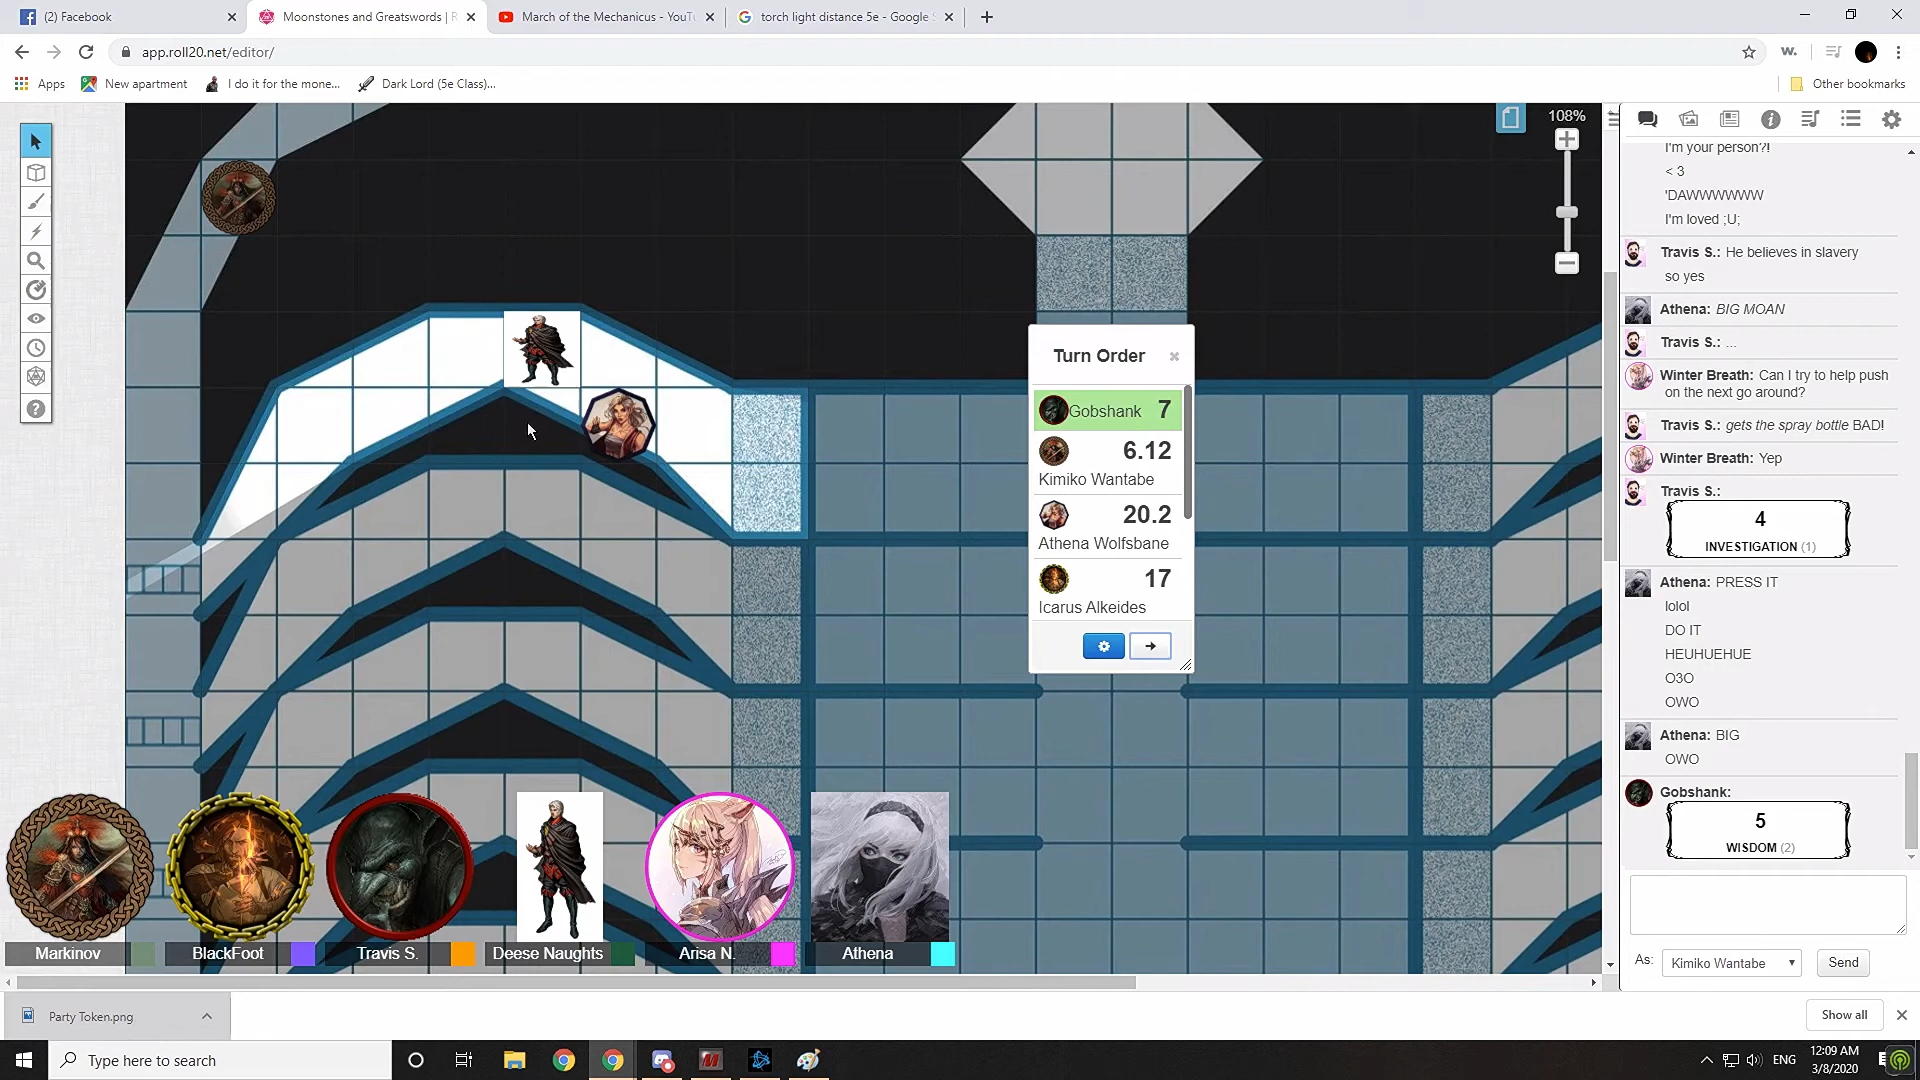 (2) Facebook
Moonstones and Greatswords | R
March of the Mechanicus - YouTu
torch light distance 5e - Google S
app.roll20.net/editor/
Apps
New apartment
I do it for the mone...
Dark Lord (5e Class)...
Other bookmarks
108%
I'm your person?!
< 3
'DAWWWWWW
I'm loved ;U;
Travis S.: He believes in slavery
so yes
Athena: BIG MOAN
Travis S.: ...
Winter Breath: Can I try to help push
on the next go around?
Travis S.: gets the spray bottle BAD!
Winter Breath: Yep
Travis S.:
4
INVESTIGATION (1)
Athena: PRESS IT
lolol
DO IT
HEUHUEHUE
O3O
OWO
Athena: BIG
OWO
Gobshank:
5
WISDOM (2)
As:
Kimiko Wantabe
Send
Turn Order
Gobshank 7
6.12
Kimiko Wantabe
20.2
Athena Wolfsbane
17
Icarus Alkeides
Markinov
BlackFoot
Travis S.
Deese Naughts
Arisa N.
Athena
Party Token.png
Show all
Type here to search
ENG
12:09 AM
3/8/2020